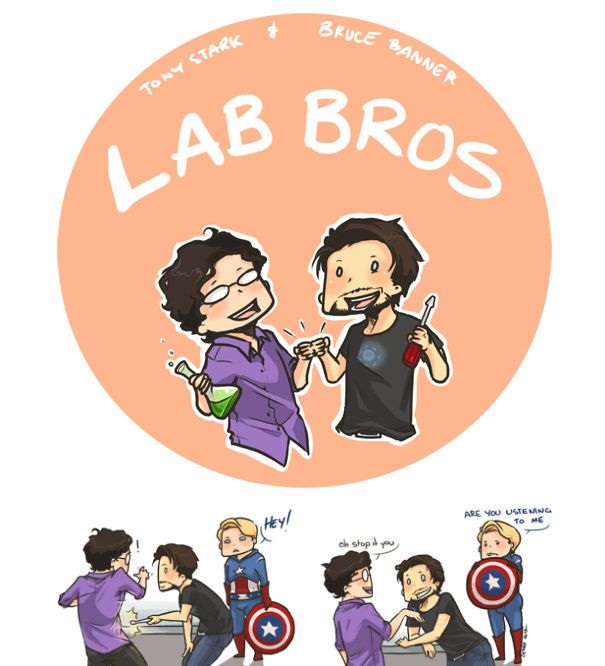 TONY STARK & BRUCE BANNER
LAB BROS
!
HEY!
oh stop it you
ARE YOU LISTENING
TO ME